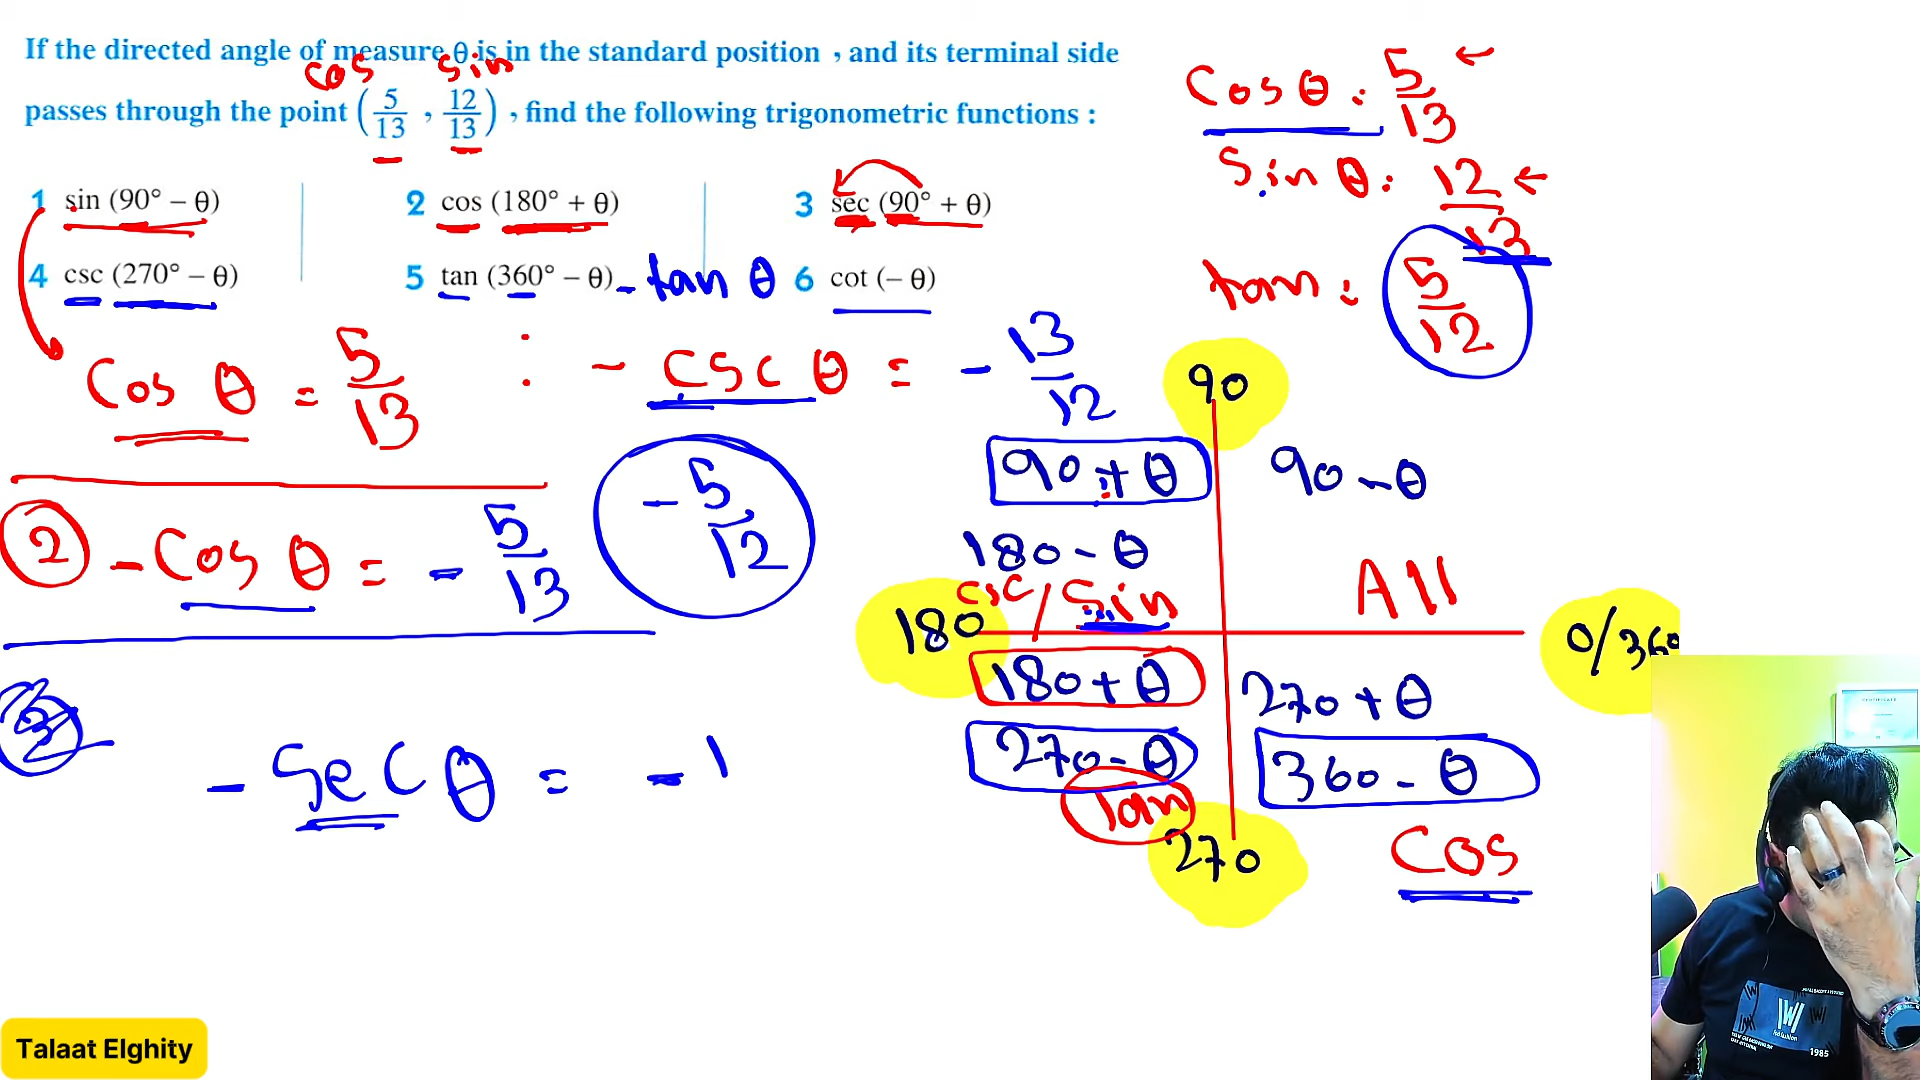 If the directed angle of measure θ is in the standard position , and its terminal side
cos sin
passes through the point (5/13 , 12/13) , find the following trigonometric functions :
1 sin (90° – θ)
2 cos (180° + θ)
3 sec (90° + θ)
4 csc (270° – θ)
5 tan (360° – θ) - tan θ
6 cot (– θ)
Cos θ : 5/13 ←
Sin θ : 12/13 ←
tan : 5/12
Cos θ = 5/13
: - csc θ = - 13/12
- 5/12
2 - Cos θ = - 5/13
- Sec θ = - 1
90
90 + θ
90 - θ
180 - θ
csc / Sin
All
180
0/360
180 + θ
270 + θ
270 - θ
360 - θ
Tan
270
Cos
Talaat Elghity
1985